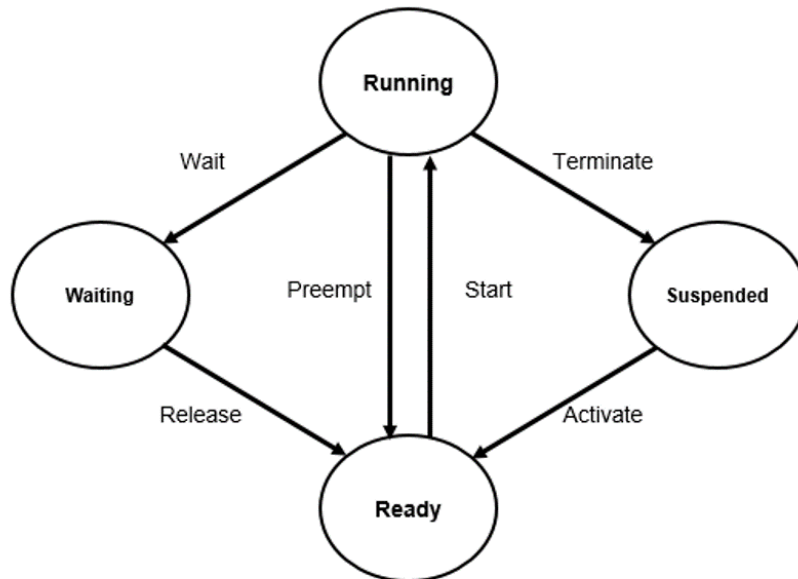 Running
Wait
Terminate
Waiting
Preempt
Start
Suspended
Release
Activate
Ready